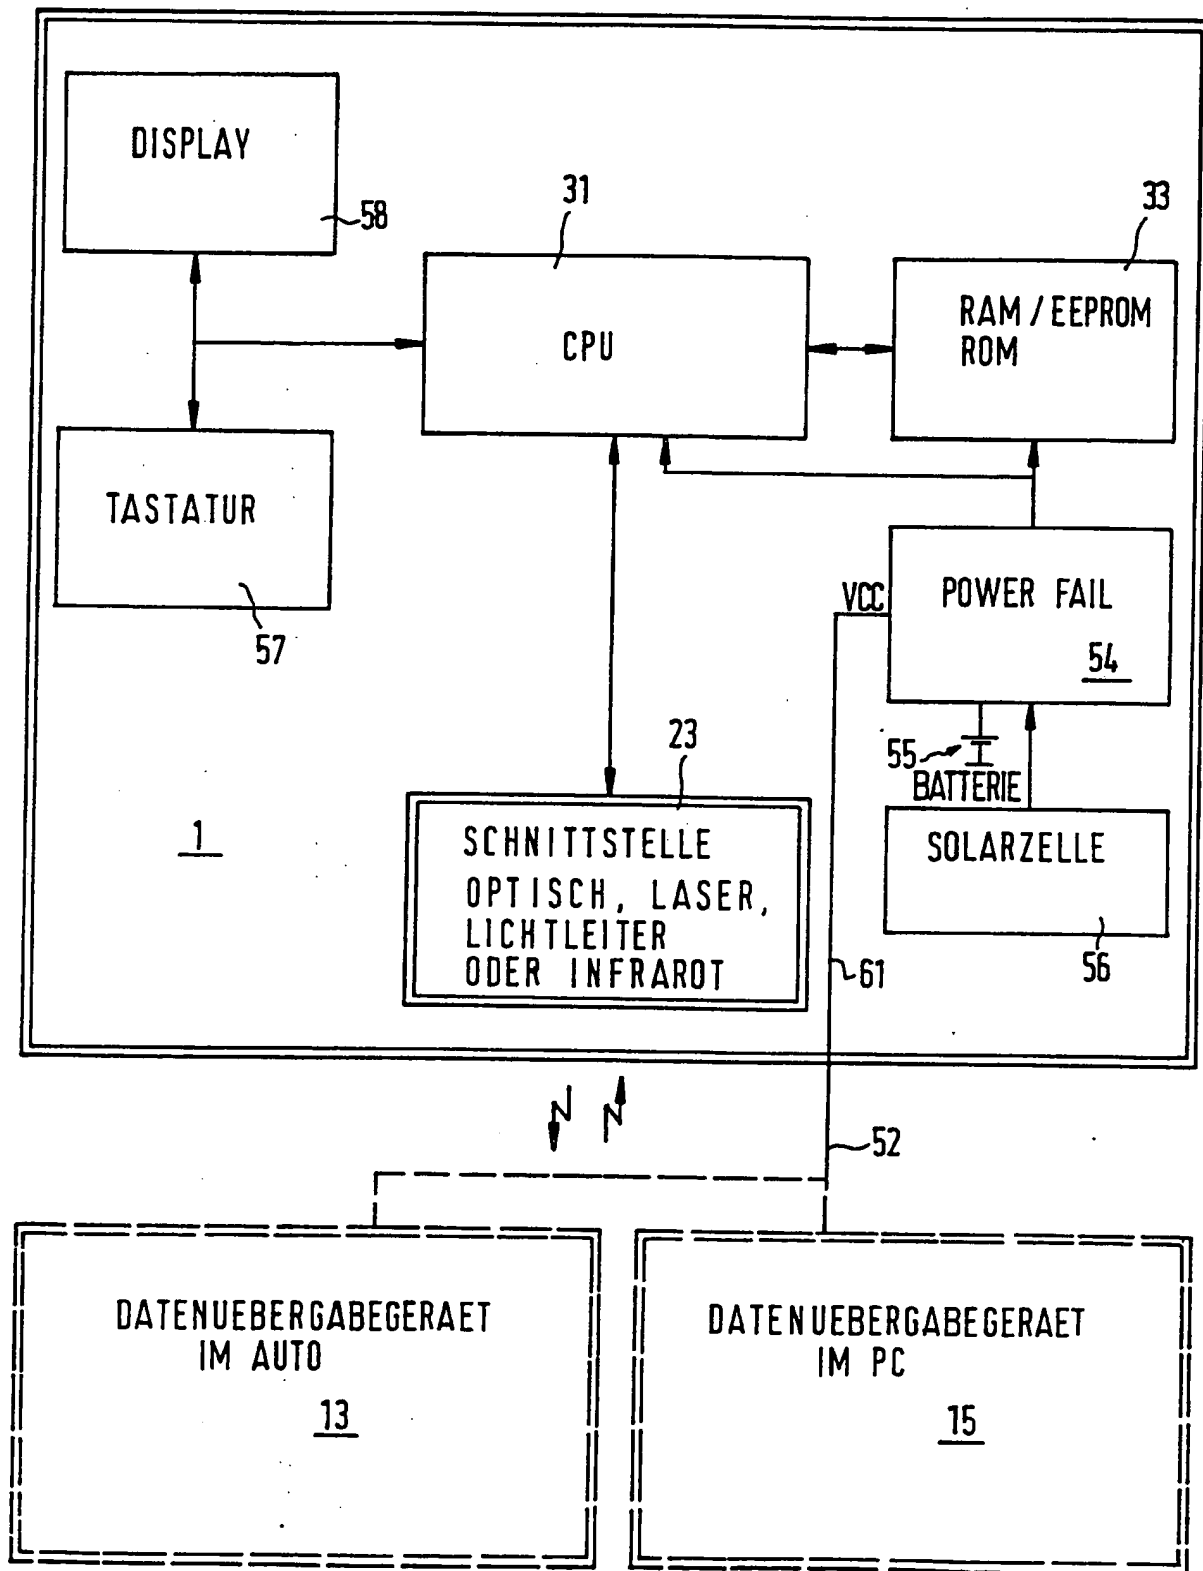 DISPLAY
58
31
CPU
33
RAM / EEPROM
ROM
TASTATUR
57
VCC
POWER FAIL
54
55
BATTERIE
SOLARZELLE
56
23
SCHNITTSTELLE
OPTISCH, LASER,
LICHTLEITER
ODER INFRAROT
1
61
52
DATENUEBERGABEGERAET
IM AUTO
13
DATENUEBERGABEGERAET
IM PC
15